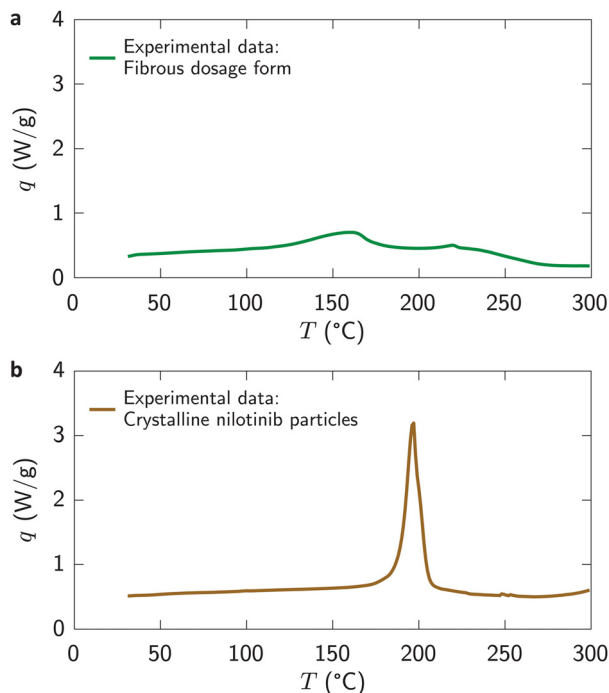 a
4
3
2
1
0
q (W/g)
Experimental data:
Fibrous dosage form
0 50 100 150 200 250 300
T (°C)
b
4
3
2
1
0
q (W/g)
Experimental data:
Crystalline nilotinib particles
0 50 100 150 200 250 300
T (°C)